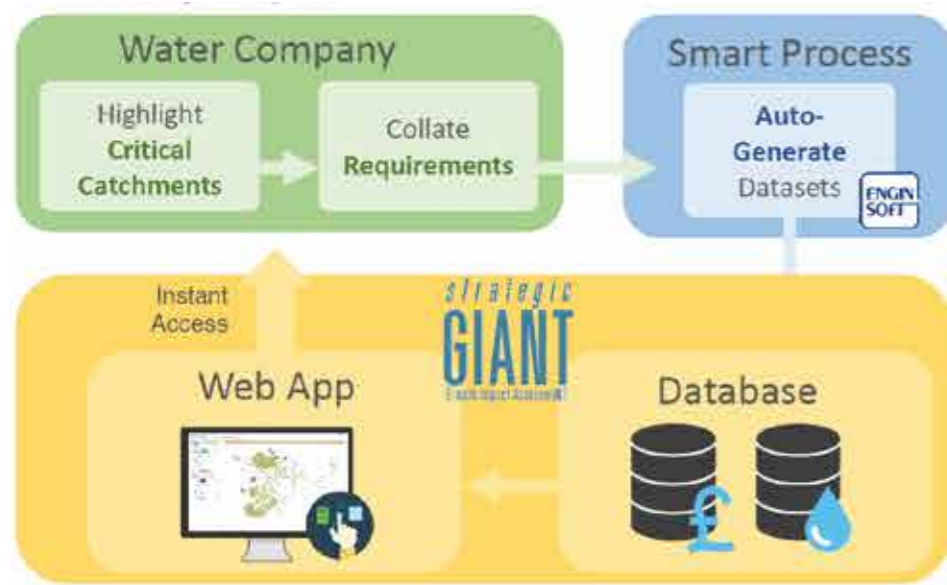 Water Company
Highlight
Critical
Catchments
Collate
Requirements
Smart Process
Auto-
Generate
Datasets
ENGIN
SOFT
Instant
Access
strategic
GIANT
Web App
Database
£